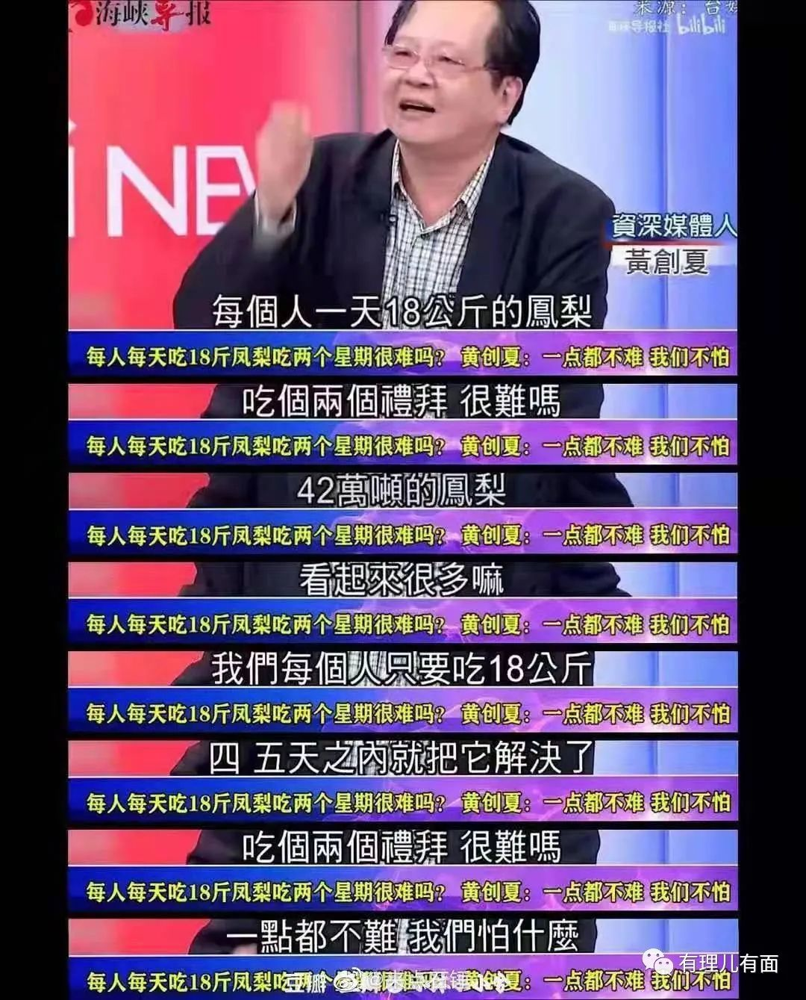 海峡导报
来源：台
海峡导报社 bilibili
NEW
資深媒體人
黃創夏
每個人一天18公斤的鳳梨
每人每天吃18斤凤梨吃两个星期很难吗？ 黄创夏：一点都不难 我们不怕
吃個兩個禮拜 很難嗎
每人每天吃18斤凤梨吃两个星期很难吗？ 黄创夏：一点都不难 我们不怕
42萬噸的鳳梨
每人每天吃18斤凤梨吃两个星期很难吗？ 黄创夏：一点都不难 我们不怕
看起來很多嘛
每人每天吃18斤凤梨吃两个星期很难吗？ 黄创夏：一点都不难 我们不怕
我們每個人只要吃18公斤
每人每天吃18斤凤梨吃两个星期很难吗？ 黄创夏：一点都不难 我们不怕
四 五天之內就把它解決了
每人每天吃18斤凤梨吃两个星期很难吗？ 黄创夏：一点都不难 我们不怕
吃個兩個禮拜 很難嗎
每人每天吃18斤凤梨吃两个星期很难吗？ 黄创夏：一点都不难 我们不怕
一點都不難 我們怕什麼
有理儿有面
每人每天吃18斤凤梨吃两个星期很难吗？ 黄创夏：一点都不难 我们不怕
豆瓣